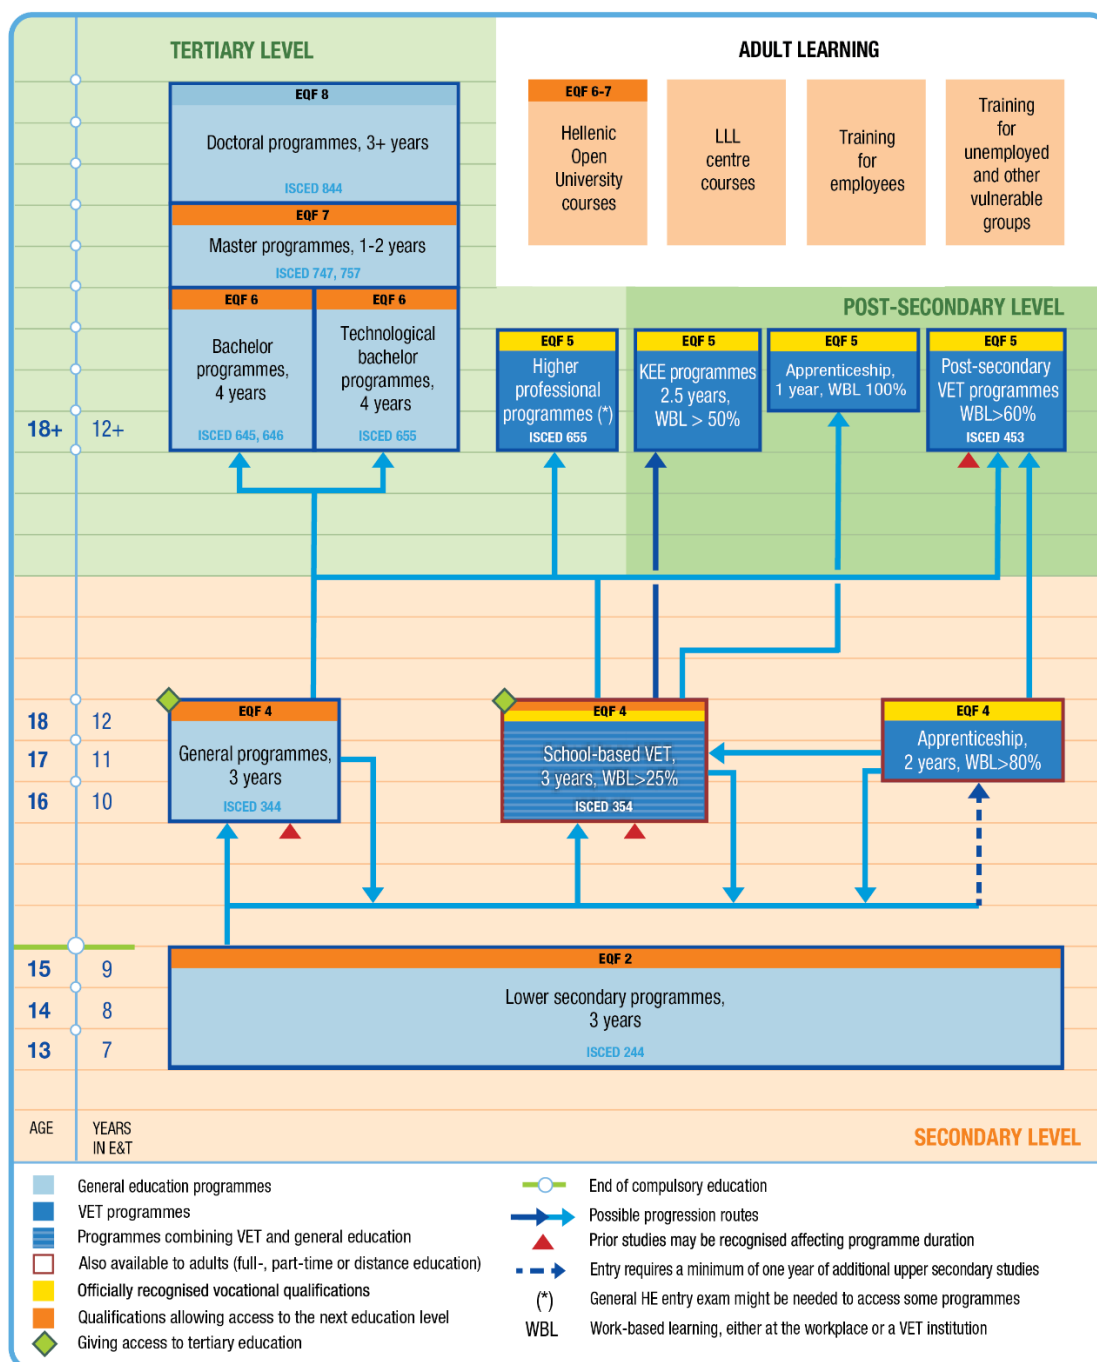 TERTIARY LEVEL
ADULT LEARNING
EQF 8
Doctoral programmes, 3+ years
ISCED 844
EQF 7
Master programmes, 1-2 years
ISCED 747, 757
EQF 6
Bachelor
programmes,
4 years
ISCED 645, 646
EQF 6
Technological
bachelor
programmes,
4 years
ISCED 655
EQF 6-7
Hellenic
Open
University
courses
LLL
centre
courses
Training
for
employees
Training
for
unemployed
and other
vulnerable
groups
POST-SECONDARY LEVEL
EQF 5
Higher
professional
programmes (*)
ISCED 655
EQF 5
KEE programmes
2.5 years,
WBL > 50%
EQF 5
Apprenticeship,
1 year, WBL 100%
EQF 5
Post-secondary
VET programmes
WBL>60%
ISCED 453
18+ 12+
18 12
17 11
16 10
EQF 4
General programmes,
3 years
ISCED 344
EQF 4
School-based VET,
3 years, WBL>25%
ISCED 354
EQF 4
Apprenticeship,
2 years, WBL>80%
15 9
14 8
13 7
EQF 2
Lower secondary programmes,
3 years
ISCED 244
AGE
YEARS
IN E&T
SECONDARY LEVEL
General education programmes
VET programmes
Programmes combining VET and general education
Also available to adults (full-, part-time or distance education)
Officially recognised vocational qualifications
Qualifications allowing access to the next education level
Giving access to tertiary education
End of compulsory education
Possible progression routes
Prior studies may be recognised affecting programme duration
Entry requires a minimum of one year of additional upper secondary studies
(*) General HE entry exam might be needed to access some programmes
WBL Work-based learning, either at the workplace or a VET institution